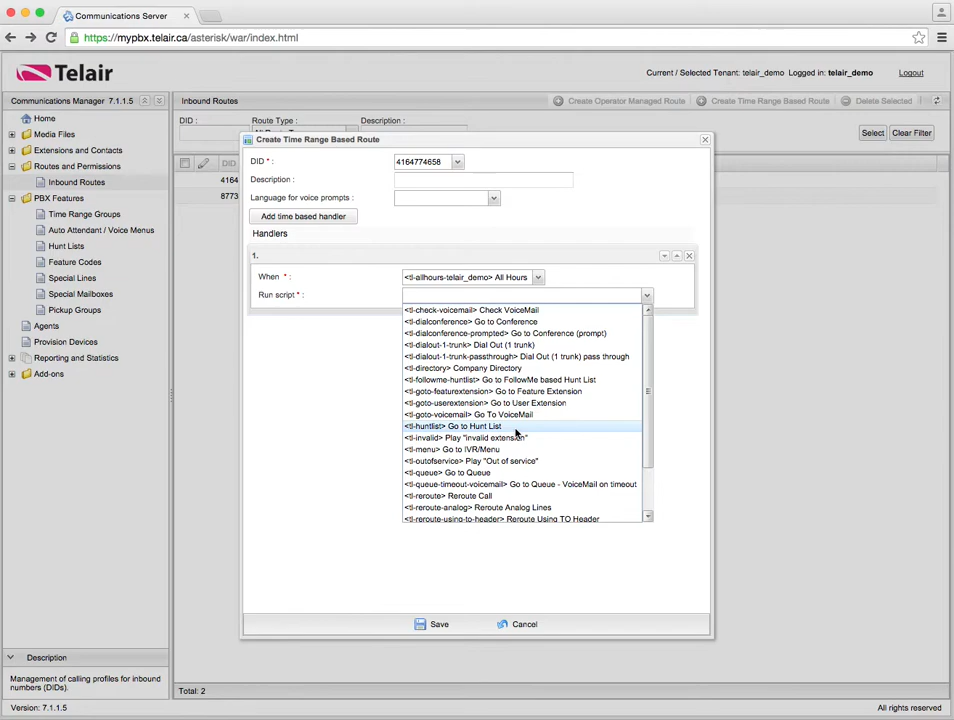 Communications Server
https://mypbx.telair.ca/asterisk/war/index.html
Telair
Current / Selected Tenant: telair_demo Logged in: telair_demo Logout
Communications Manager 7.1.1.5
Home
Media Files
Extensions and Contacts
Routes and Permissions
Inbound Routes
PBX Features
Time Range Groups
Auto Attendant / Voice Menus
Hunt Lists
Feature Codes
Special Lines
Special Mailboxes
Pickup Groups
Agents
Provision Devices
Reporting and Statistics
Add-ons
Description
Management of calling profiles for inbound
numbers (DIDs).
Version: 7.1.1.5
Inbound Routes
Create Operator Managed Route Create Time Range Based Route Delete Selected
DID : Route Type : Description :
Select Clear Filter
DID
4164
8773
Create Time Range Based Route
DID * : 4164774658
Description :
Language for voice prompts :
Add time based handler
Handlers
1.
When * : <tl-allhours-telair_demo> All Hours
Run script * :
<tl-check-voicemail> Check VoiceMail
<tl-dialconference> Go to Conference
<tl-dialconference-prompted> Go to Conference (prompt)
<tl-dialout-1-trunk> Dial Out (1 trunk)
<tl-dialout-1-trunk-passthrough> Dial Out (1 trunk) pass through
<tl-directory> Company Directory
<tl-followme-huntlist> Go to FollowMe based Hunt List
<tl-goto-featurextension> Go to Feature Extension
<tl-goto-userextension> Go to User Extension
<tl-goto-voicemail> Go To VoiceMail
<tl-huntlist> Go to Hunt List
<tl-invalid> Play "invalid extension"
<tl-menu> Go to IVR/Menu
<tl-outofservice> Play "Out of service"
<tl-queue> Go to Queue
<tl-queue-timeout-voicemail> Go to Queue - VoiceMail on timeout
<tl-reroute> Reroute Call
<tl-reroute-analog> Reroute Analog Lines
<tl-reroute-using-to-header> Reroute Using TO Header
Save Cancel
Total: 2
All rights reserved